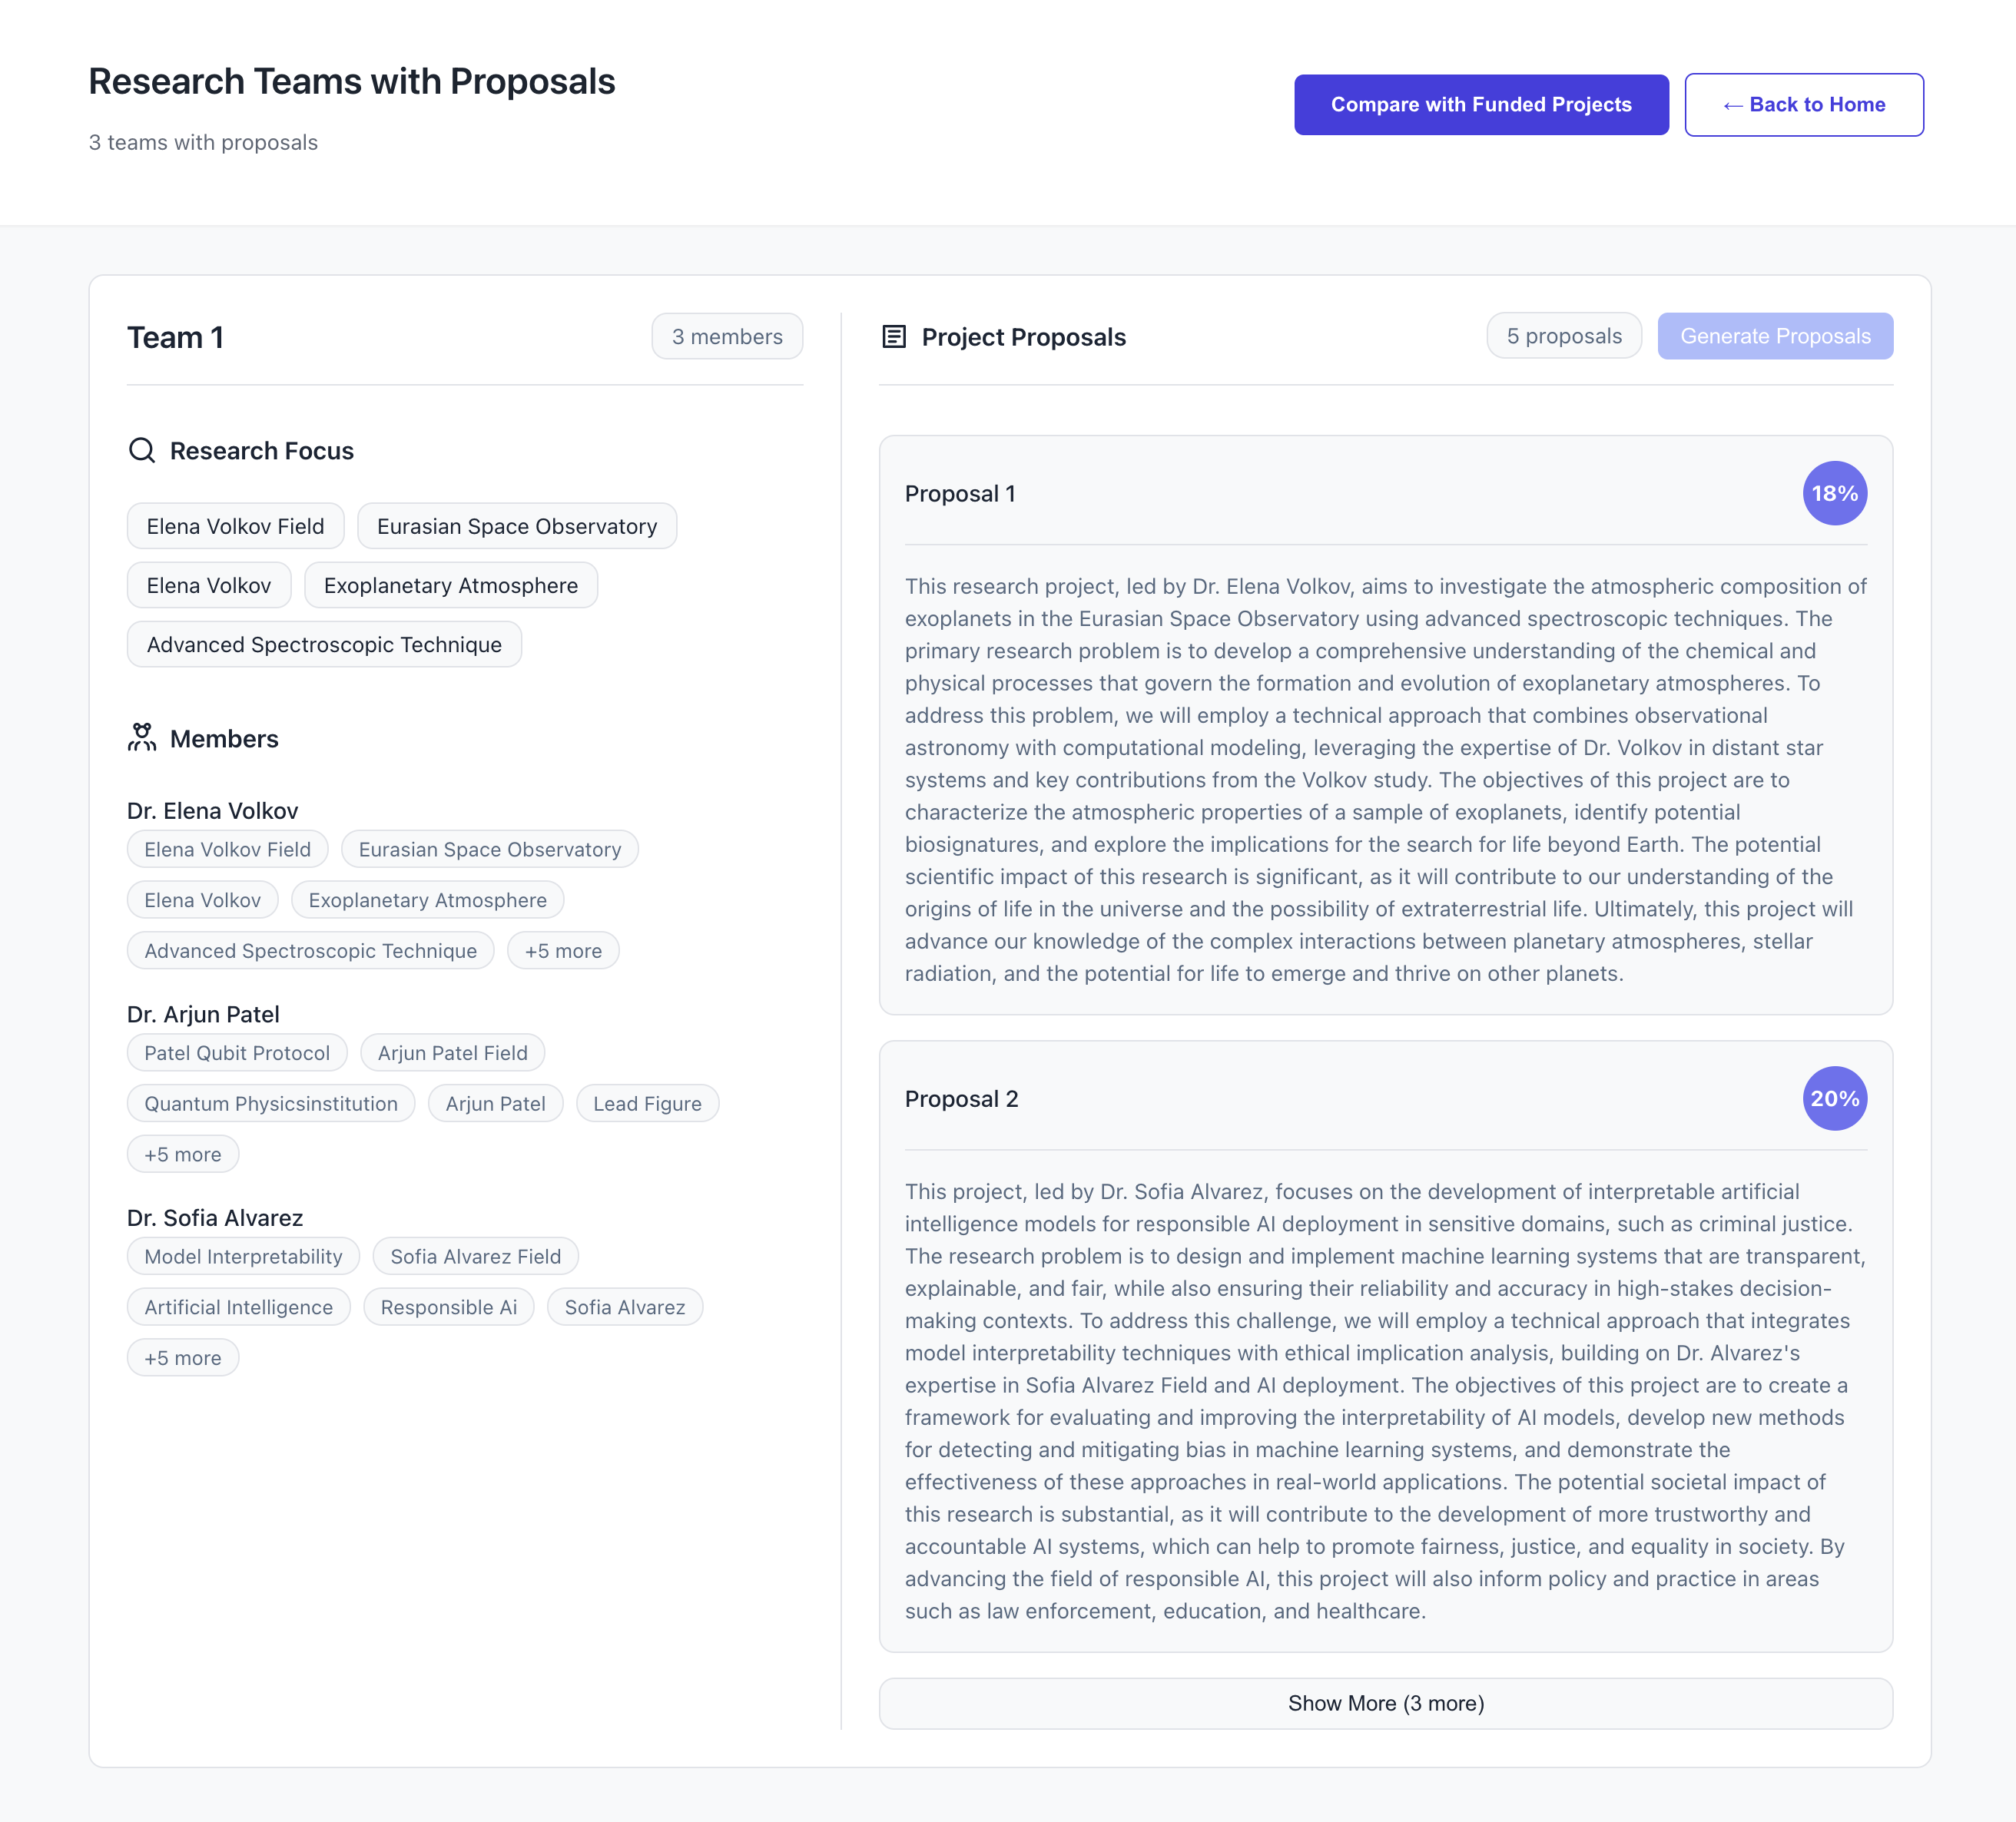 Research Teams with Proposals
3 teams with proposals
Compare with Funded Projects
← Back to Home
Team 1
3 members
Research Focus
Elena Volkov Field
Eurasian Space Observatory
Elena Volkov
Exoplanetary Atmosphere
Advanced Spectroscopic Technique
Members
Dr. Elena Volkov
Elena Volkov Field
Eurasian Space Observatory
Elena Volkov
Exoplanetary Atmosphere
Advanced Spectroscopic Technique
+5 more
Dr. Arjun Patel
Patel Qubit Protocol
Arjun Patel Field
Quantum Physicsinstitution
Arjun Patel
Lead Figure
+5 more
Dr. Sofia Alvarez
Model Interpretability
Sofia Alvarez Field
Artificial Intelligence
Responsible Ai
Sofia Alvarez
+5 more
Project Proposals
5 proposals
Generate Proposals
Proposal 1
18%
This research project, led by Dr. Elena Volkov, aims to investigate the atmospheric composition of
exoplanets in the Eurasian Space Observatory using advanced spectroscopic techniques. The
primary research problem is to develop a comprehensive understanding of the chemical and
physical processes that govern the formation and evolution of exoplanetary atmospheres. To
address this problem, we will employ a technical approach that combines observational
astronomy with computational modeling, leveraging the expertise of Dr. Volkov in distant star
systems and key contributions from the Volkov study. The objectives of this project are to
characterize the atmospheric properties of a sample of exoplanets, identify potential
biosignatures, and explore the implications for the search for life beyond Earth. The potential
scientific impact of this research is significant, as it will contribute to our understanding of the
origins of life in the universe and the possibility of extraterrestrial life. Ultimately, this project will
advance our knowledge of the complex interactions between planetary atmospheres, stellar
radiation, and the potential for life to emerge and thrive on other planets.
Proposal 2
20%
This project, led by Dr. Sofia Alvarez, focuses on the development of interpretable artificial
intelligence models for responsible AI deployment in sensitive domains, such as criminal justice.
The research problem is to design and implement machine learning systems that are transparent,
explainable, and fair, while also ensuring their reliability and accuracy in high-stakes decision-
making contexts. To address this challenge, we will employ a technical approach that integrates
model interpretability techniques with ethical implication analysis, building on Dr. Alvarez's
expertise in Sofia Alvarez Field and AI deployment. The objectives of this project are to create a
framework for evaluating and improving the interpretability of AI models, develop new methods
for detecting and mitigating bias in machine learning systems, and demonstrate the
effectiveness of these approaches in real-world applications. The potential societal impact of
this research is substantial, as it will contribute to the development of more trustworthy and
accountable AI systems, which can help to promote fairness, justice, and equality in society. By
advancing the field of responsible AI, this project will also inform policy and practice in areas
such as law enforcement, education, and healthcare.
Show More (3 more)